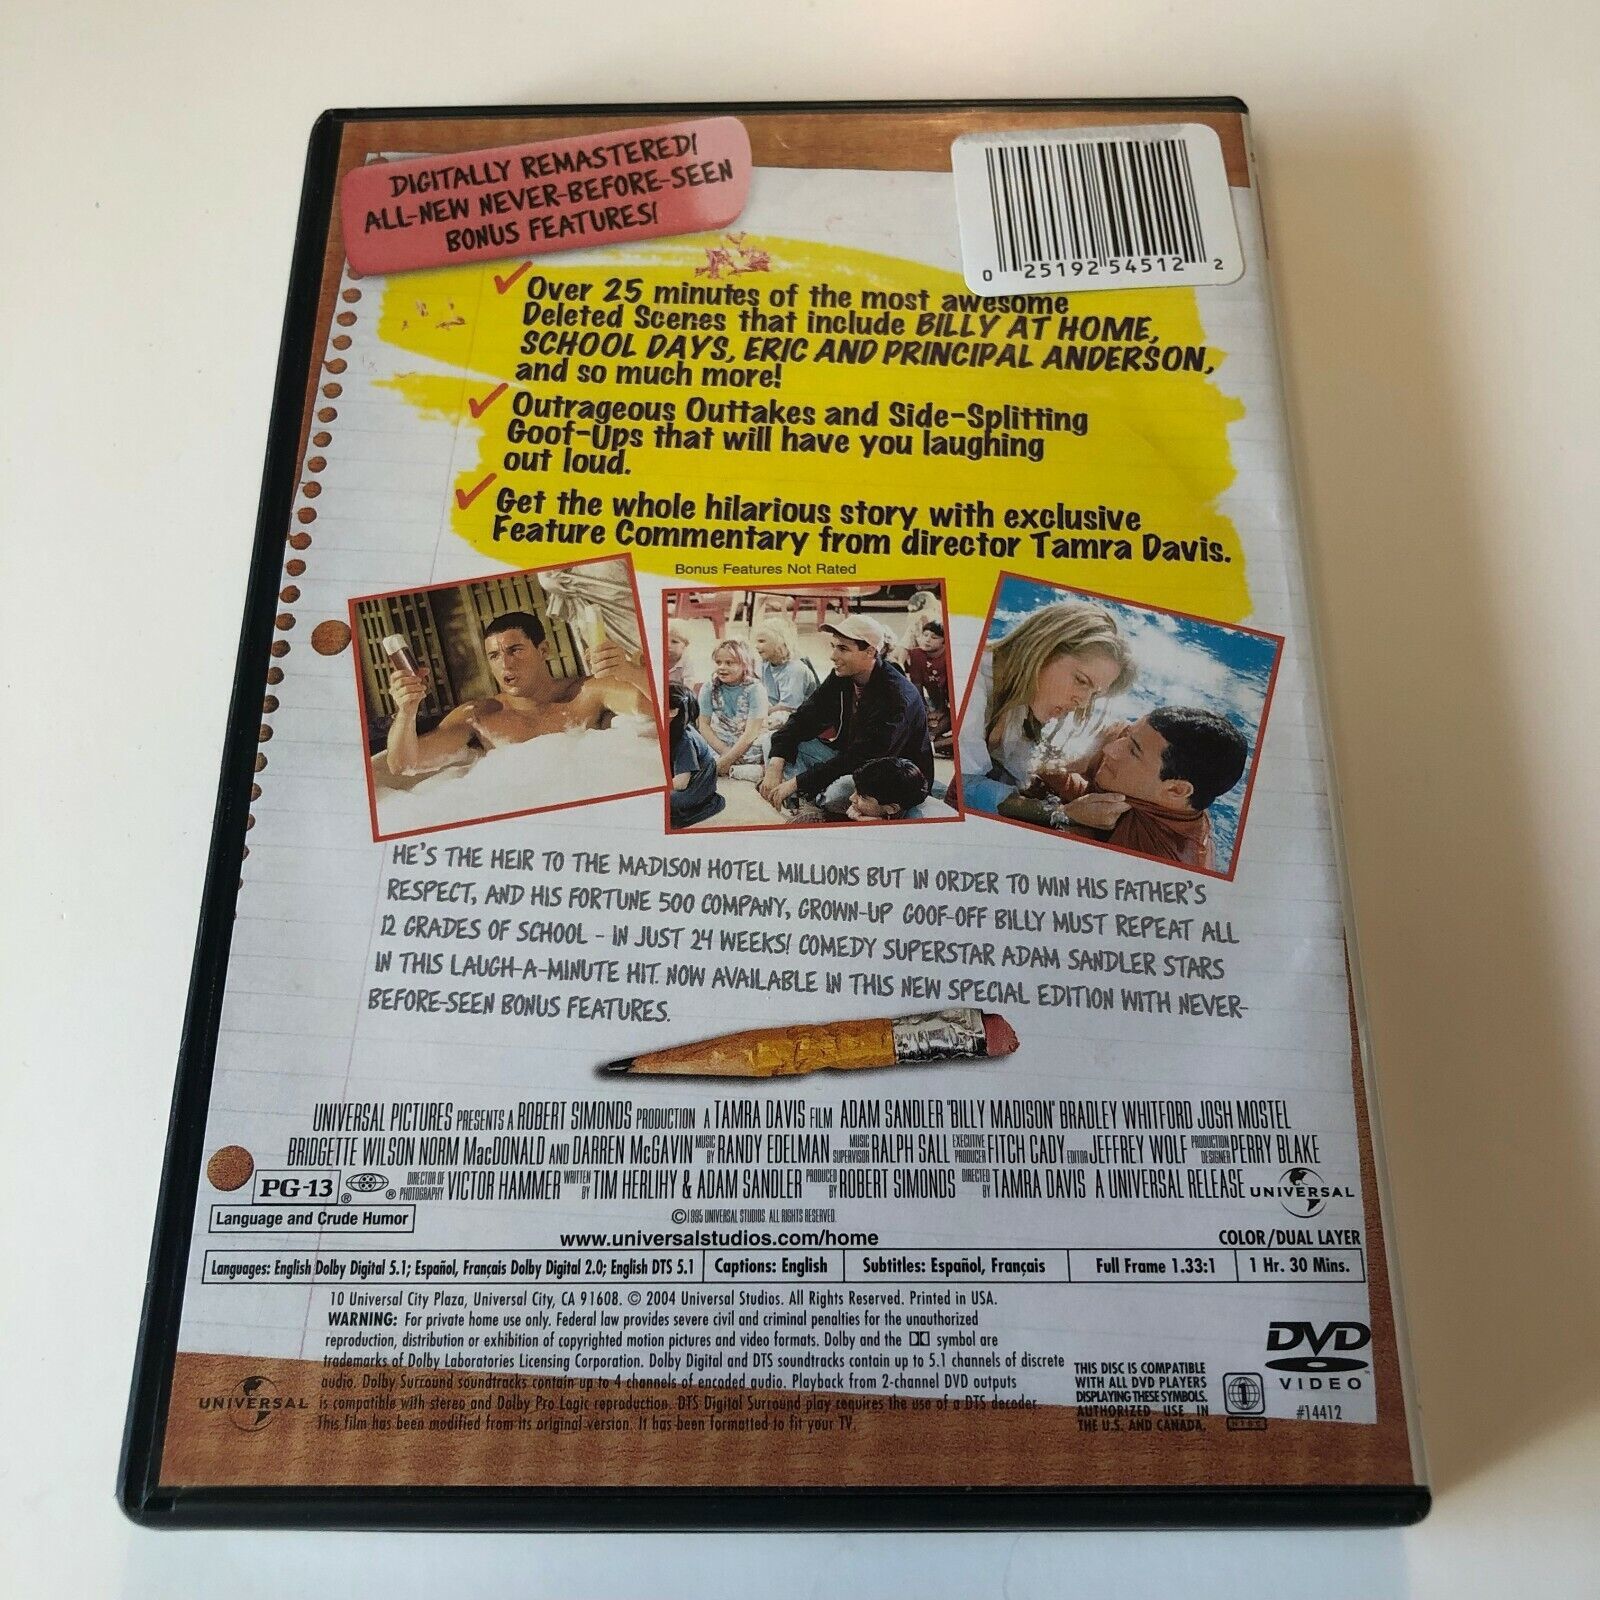 DIGITALLY REMASTERED!
ALL-NEW NEVER-BEFORE-SEEN
BONUS FEATURES!
0 25192 54512 2
Over 25 minutes of the most awesome
Deleted Scenes that include BILLY AT HOME,
SCHOOL DAYS, ERIC AND PRINCIPAL ANDERSON,
and so much more!
Outrageous Outtakes and Side-Splitting
Goof-Ups that will have you laughing
out loud.
Get the whole hilarious story with exclusive
Feature Commentary from director Tamra Davis.
Bonus Features Not Rated
HE'S THE HEIR TO THE MADISON HOTEL MILLIONS BUT IN ORDER TO WIN HIS FATHER'S
RESPECT, AND HIS FORTUNE 500 COMPANY, GROWN-UP GOOF-OFF BILLY MUST REPEAT ALL
12 GRADES OF SCHOOL - IN JUST 24 WEEKS! COMEDY SUPERSTAR ADAM SANDLER STARS
IN THIS LAUGH-A-MINUTE HIT. NOW AVAILABLE IN THIS NEW SPECIAL EDITION WITH NEVER-
BEFORE-SEEN BONUS FEATURES.
UNIVERSAL PICTURES PRESENTS A ROBERT SIMONDS PRODUCTION A TAMRA DAVIS FILM ADAM SANDLER "BILLY MADISON" BRADLEY WHITFORD JOSH MOSTEL
BRIDGETTE WILSON NORM MacDONALD AND DARREN McGAVIN MUSIC BY RANDY EDELMAN MUSIC SUPERVISOR RALPH SALL EXECUTIVE PRODUCER FITCH CADY EDITOR JEFFREY WOLF PRODUCTION DESIGNER PERRY BLAKE
PG-13 ® ® DIRECTOR OF PHOTOGRAPHY VICTOR HAMMER WRITTEN BY TIM HERLIHY & ADAM SANDLER PRODUCED BY ROBERT SIMONDS DIRECTED BY TAMRA DAVIS A UNIVERSAL RELEASE UNIVERSAL
Language and Crude Humor
©1995 UNIVERSAL STUDIOS. ALL RIGHTS RESERVED.
www.universalstudios.com/home
COLOR/DUAL LAYER
Languages: English Dolby Digital 5.1; Español, Français Dolby Digital 2.0; English DTS 5.1 Captions: English Subtitles: Español, Français Full Frame 1.33:1 1 Hr. 30 Mins.
10 Universal City Plaza, Universal City, CA 91608. © 2004 Universal Studios. All Rights Reserved. Printed in USA.
WARNING: For private home use only. Federal law provides severe civil and criminal penalties for the unauthorized
reproduction, distribution or exhibition of copyrighted motion pictures and video formats. Dolby and the symbol are
trademarks of Dolby Laboratories Licensing Corporation. Dolby Digital and DTS soundtracks contain up to 5.1 channels of discrete
audio. Dolby Surround soundtracks contain up to 4 channels of encoded audio. Playback from 2-channel DVD outputs
is compatible with stereo and Dolby Pro Logic reproduction. DTS Digital Surround play requires the use of a DTS decoder.
This film has been modified from its original version. It has been formatted to fit your TV.
UNIVERSAL
THIS DISC IS COMPATIBLE
WITH ALL DVD PLAYERS
DISPLAYING THESE SYMBOLS.
AUTHORIZED USE IN
THE U.S. AND CANADA.
1
DISC
DVD
VIDEO™
#14412